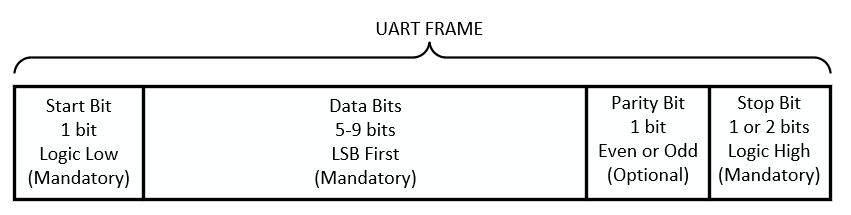 UART FRAME
Start Bit
1 bit
Logic Low
(Mandatory)
Data Bits
5-9 bits
LSB First
(Mandatory)
Parity Bit
1 bit
Even or Odd
(Optional)
Stop Bit
1 or 2 bits
Logic High
(Mandatory)